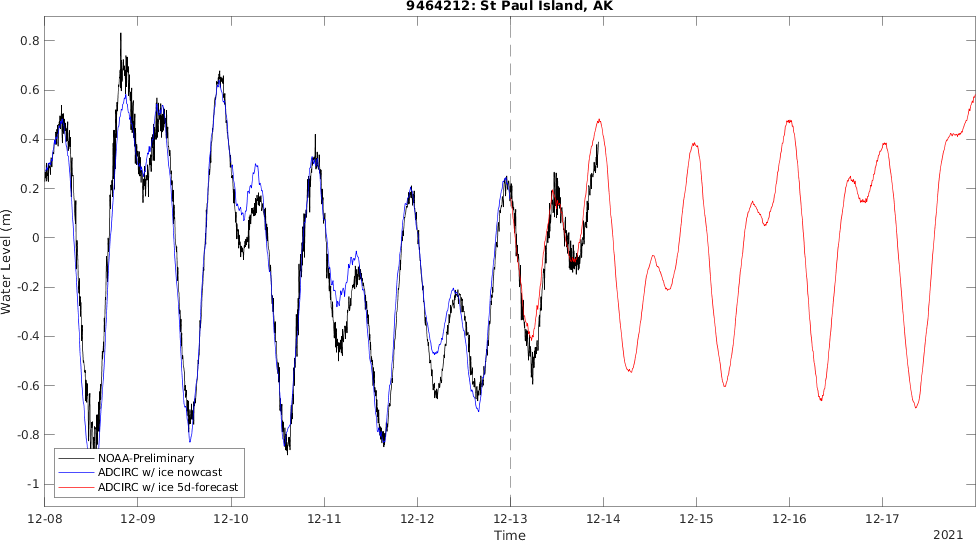 9464212: St Paul Island, AK
Water Level (m)
0.8
0.6
0.4
0.2
0
-0.2
-0.4
-0.6
-0.8
-1
NOAA-Preliminary
ADCIRC w/ ice nowcast
ADCIRC w/ ice 5d-forecast
12-08 12-09 12-10 12-11 12-12 12-13 12-14 12-15 12-16 12-17
Time
2021